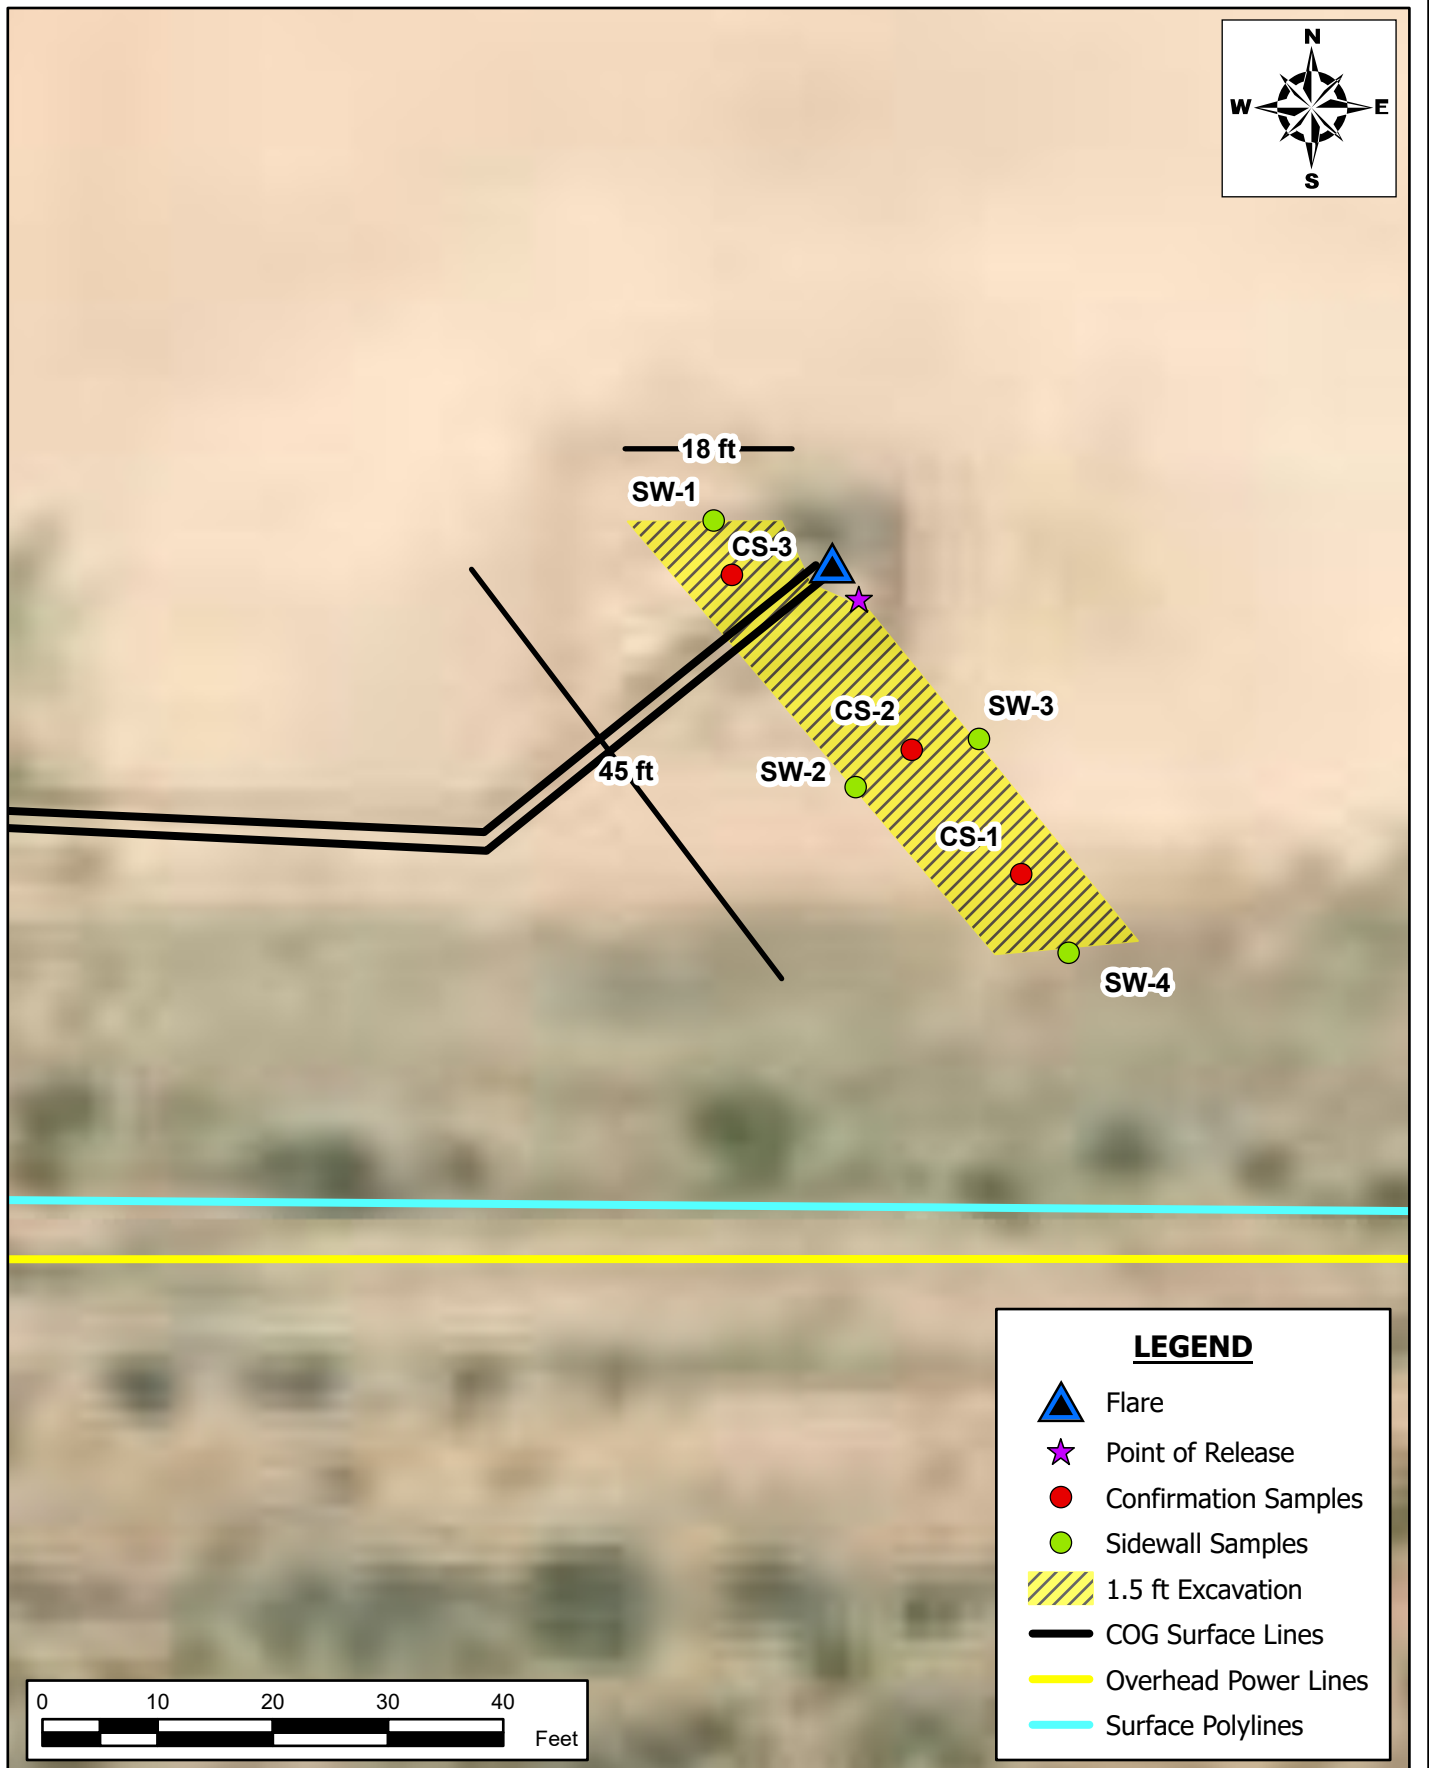 N
W E
S
18 ft
SW-1
CS-3
CS-2
SW-3
45 ft
SW-2
CS-1
SW-4
LEGEND
Flare
Point of Release
Confirmation Samples
Sidewall Samples
1.5 ft Excavation
COG Surface Lines
Overhead Power Lines
Surface Polylines
0 10 20 30 40
Feet